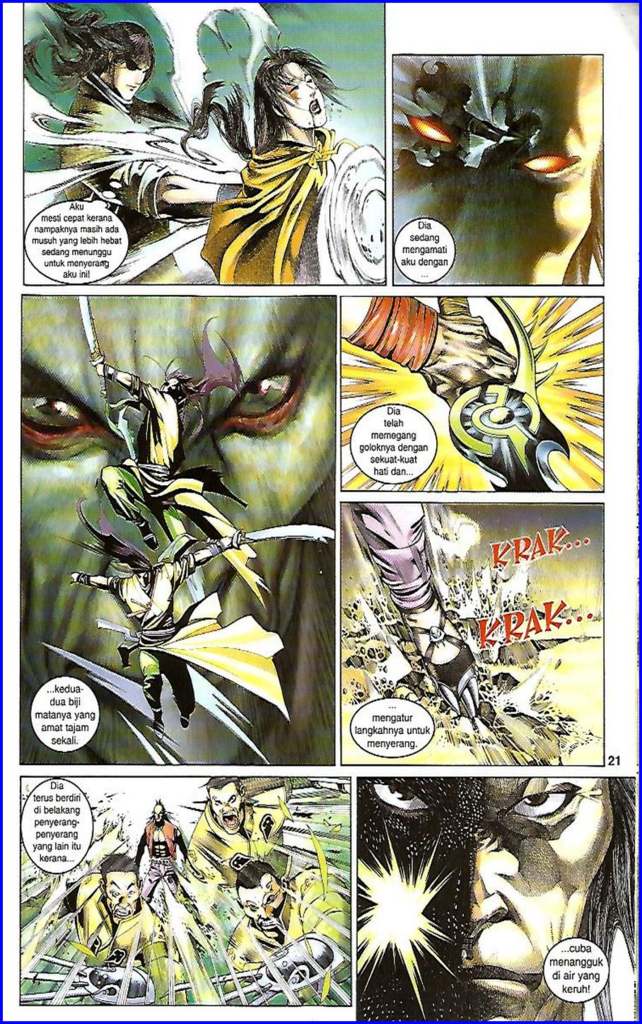 Aku
mesti cepat kerana
nampaknya masih ada
musuh yang lebih hebat
sedang menunggu
untuk menyerang
aku ini!
Dia
sedang
mengamati
aku dengan
...
...kedua-
dua biji
matanya yang
amat tajam
sekali.
Dia
telah
memegang
goloknya dengan
sekuat-kuat
hati dan...
KRAK...
KRAK...
...
mengatur
langkahnya untuk
menyerang.
21
Dia
terus berdiri
di belakang
penyerang-
penyerang
yang lain itu
kerana...
...cuba
menangguk
di air yang
keruh!